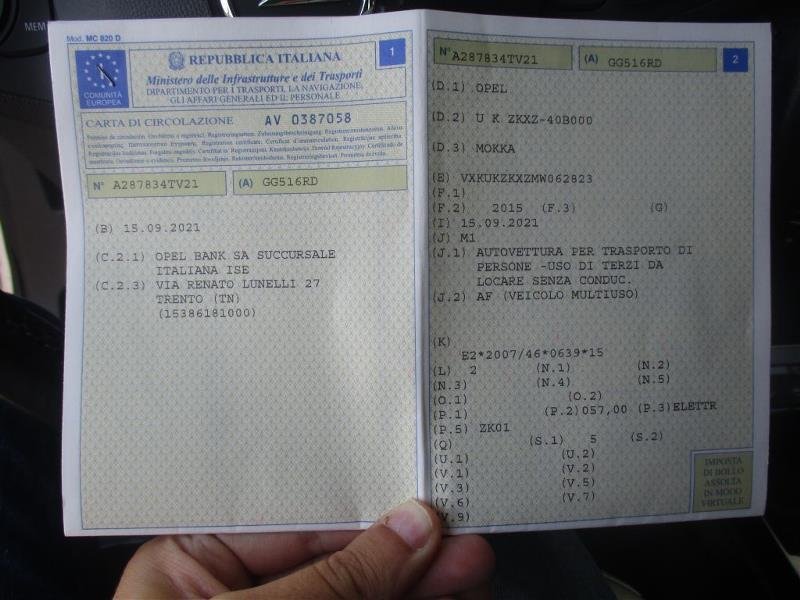 MEM
Mod. MC 820 D
COMUNITÀ
EUROPEA
REPUBBLICA ITALIANA
Ministero delle Infrastrutture e dei Trasporti
DIPARTIMENTO PER I TRASPORTI, LA NAVIGAZIONE,
GLI AFFARI GENERALI ED IL PERSONALE
1
CARTA DI CIRCOLAZIONE AV 0387058
N° A287834TV21
(A) GG516RD
(B) 15.09.2021
(C.2.1) OPEL BANK SA SUCCURSALE
ITALIANA ISE
(C.2.3) VIA RENATO LUNELLI 27
TRENTO (TN)
(15386181000)
N° A287834TV21
(A) GG516RD
2
(D.1) OPEL
(D.2) U K ZKXZ-40B000
(D.3) MOKKA
(E) VXKUKZKXZMW062823
(F.1)
(F.2) 2015 (F.3) (G)
(I) 15.09.2021
(J) M1
(J.1) AUTOVETTURA PER TRASPORTO DI
PERSONE -USO DI TERZI DA
LOCARE SENZA CONDUC.
(J.2) AF (VEICOLO MULTIUSO)
(K)
E2*2007/46*0639*15
(L) 2 (N.1) (N.2)
(N.3) (N.4) (N.5)
(O.1) (O.2)
(P.1) (P.2)057,00 (P.3)ELETTR
(P.5) ZK01
(Q) (S.1) 5 (S.2)
(U.1) (U.2)
(V.1) (V.2)
(V.3) (V.5)
(V.6) (V.7)
(V.9)
IMPOSTA
DI BOLLO
ASSOLTA
IN MODO
VIRTUALE